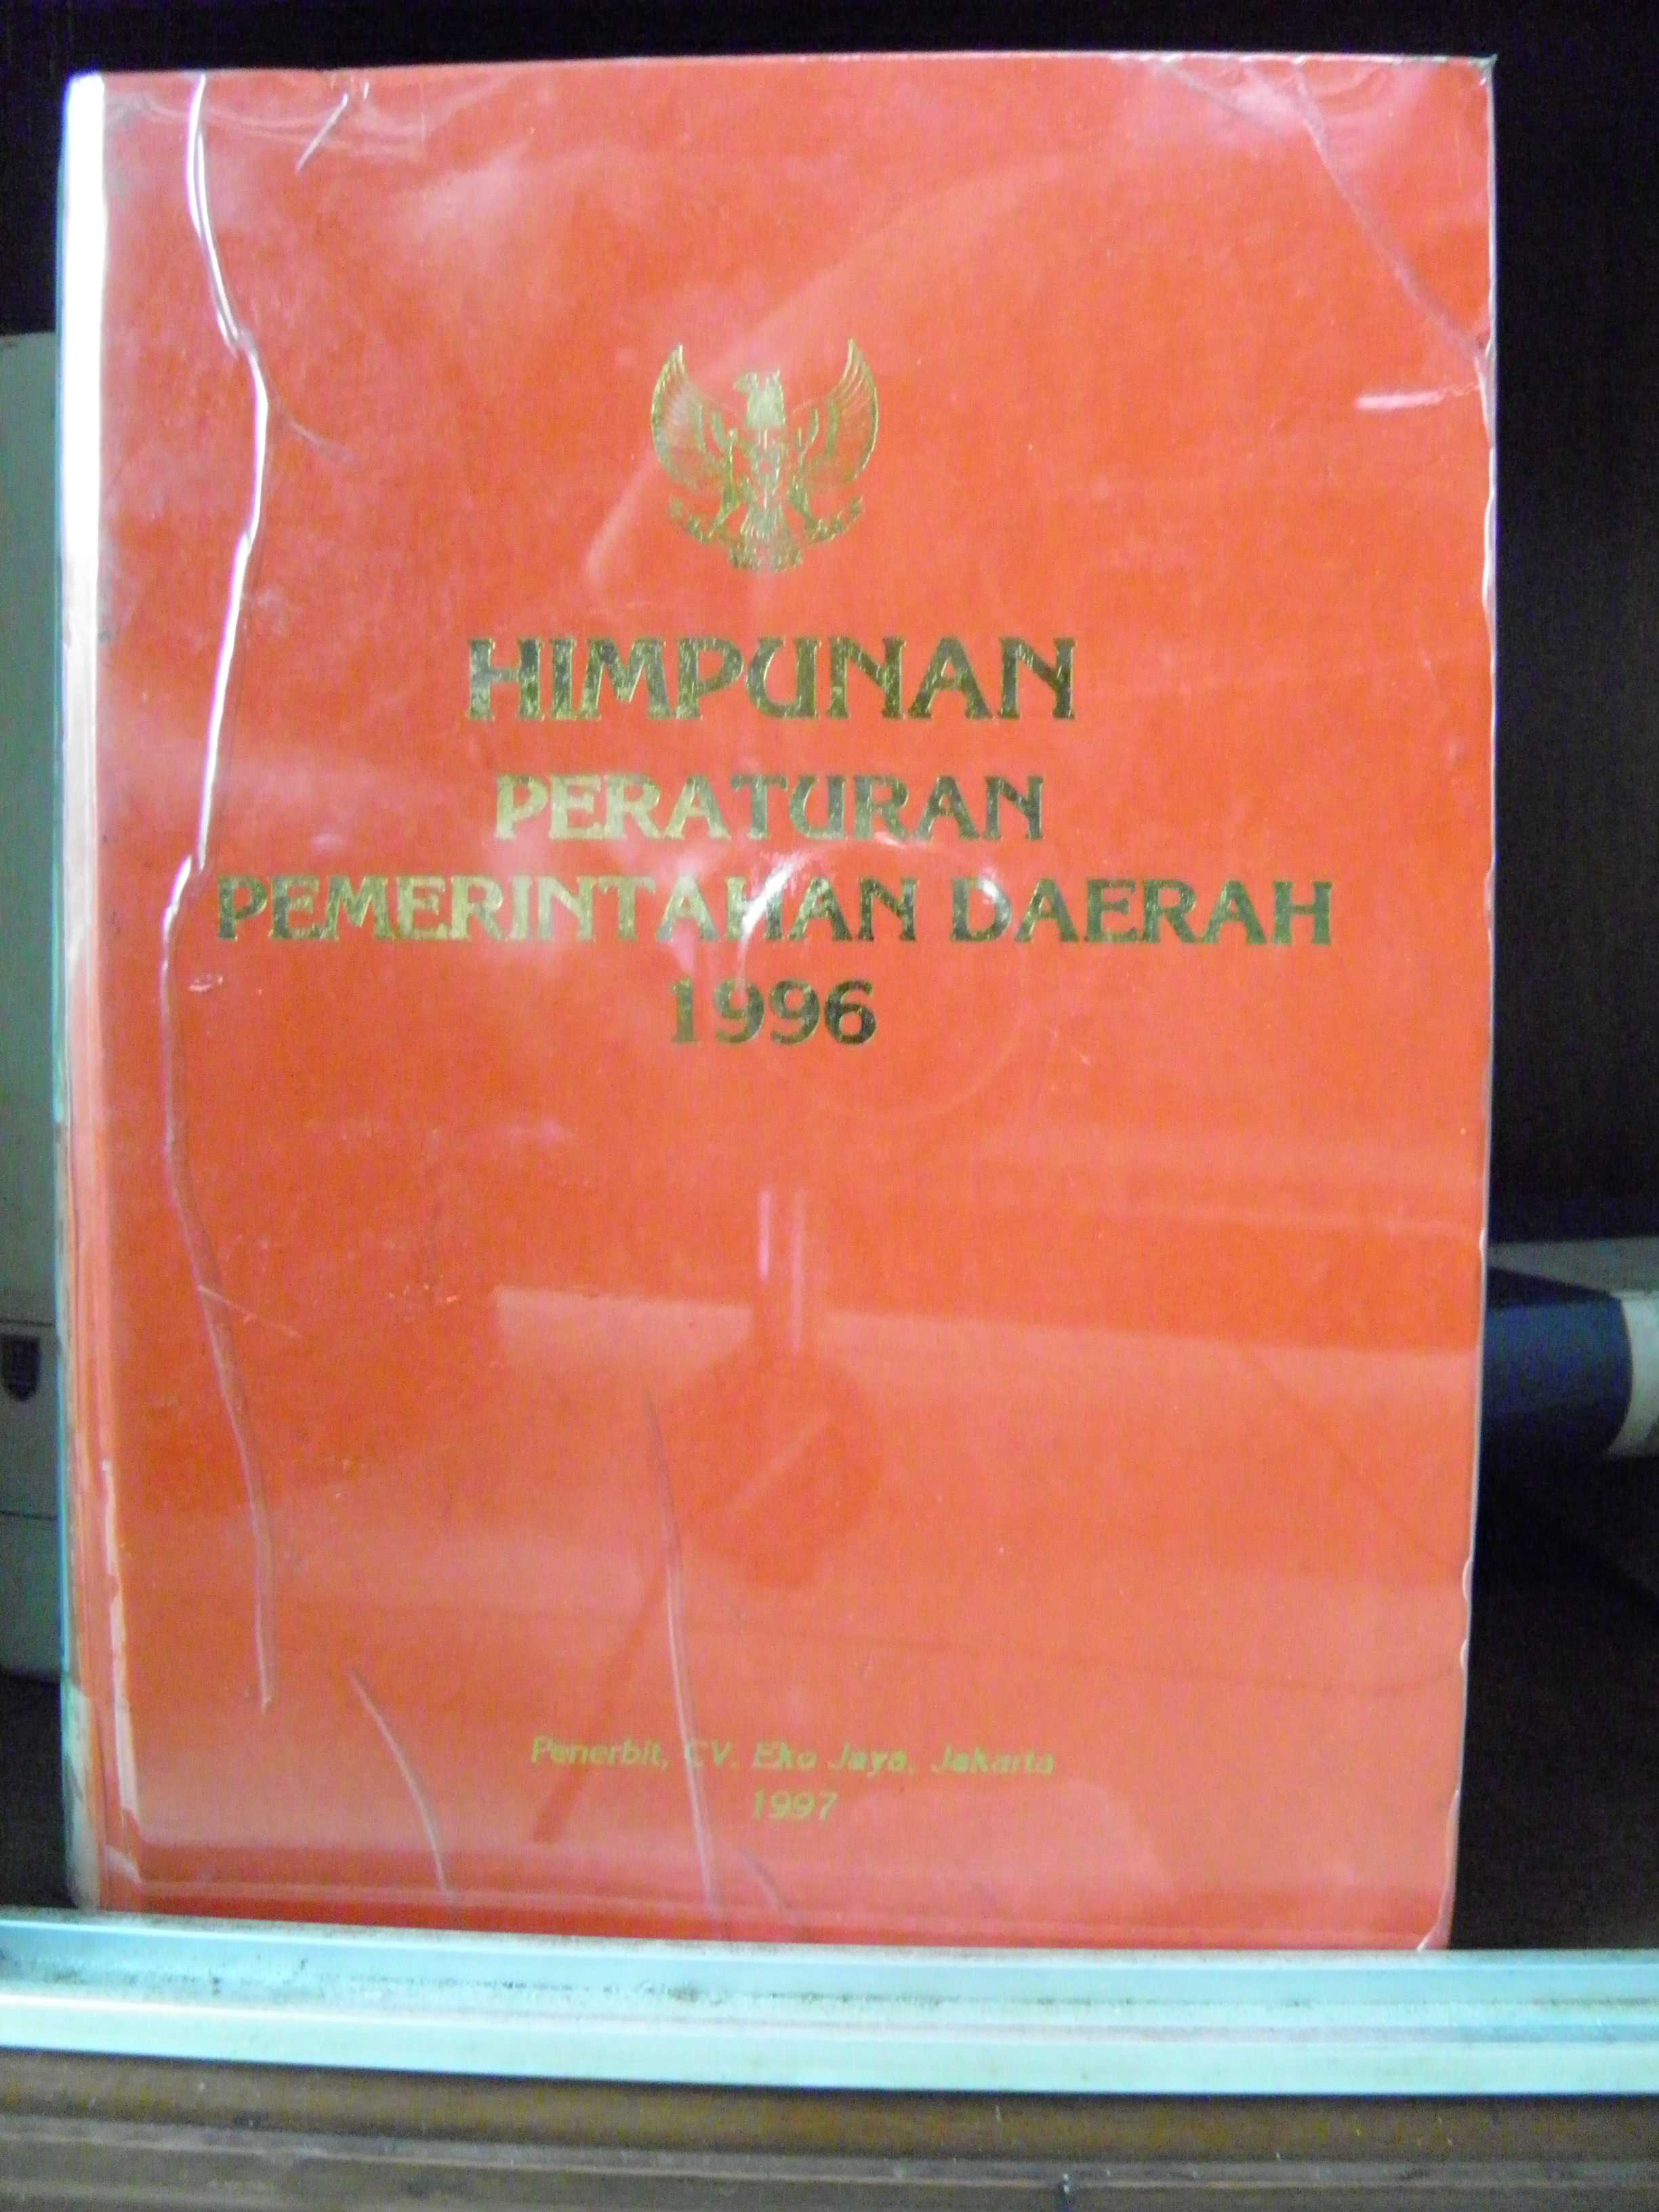 HIMPUNAN
PERATURAN
PEMERINTAHAN DAERAH
1996
Penerbit, CV. Eko Jaya, Jakarta
1997